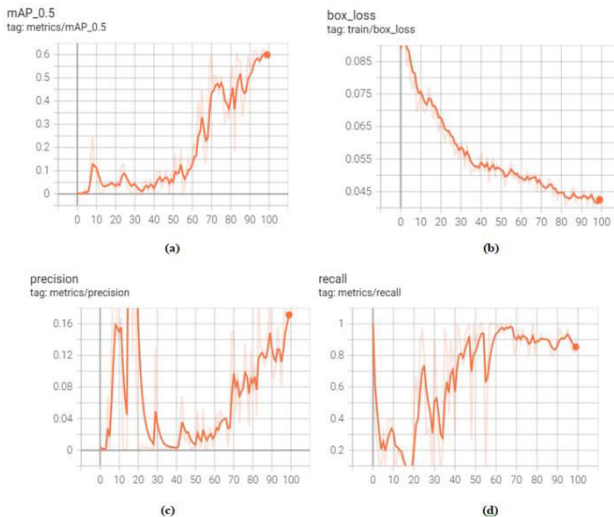 mAP_0.5
tag: metrics/mAP_0.5
0.6
0.5
0.4
0.3
0.2
0.1
0
0 10 20 30 40 50 60 70 80 90 100
(a)
box_loss
tag: train/box_loss
0.085
0.075
0.065
0.055
0.045
0 10 20 30 40 50 60 70 80 90 100
(b)
precision
tag: metrics/precision
0.16
0.12
0.08
0.04
0
0 10 20 30 40 50 60 70 80 90 100
(c)
recall
tag: metrics/recall
1
0.8
0.6
0.4
0.2
0 10 20 30 40 50 60 70 80 90 100
(d)